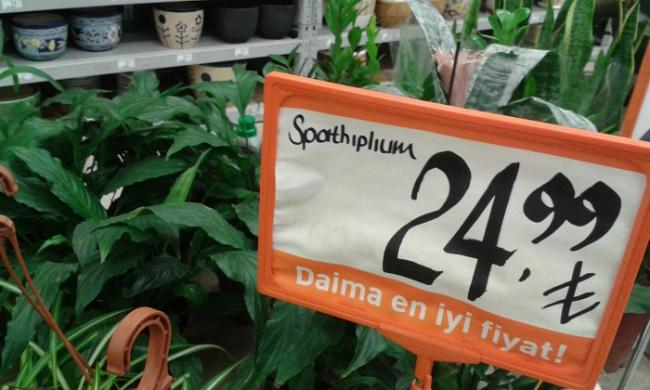 Spathiplium
24,99 ₺
Daima en iyi fiyat!